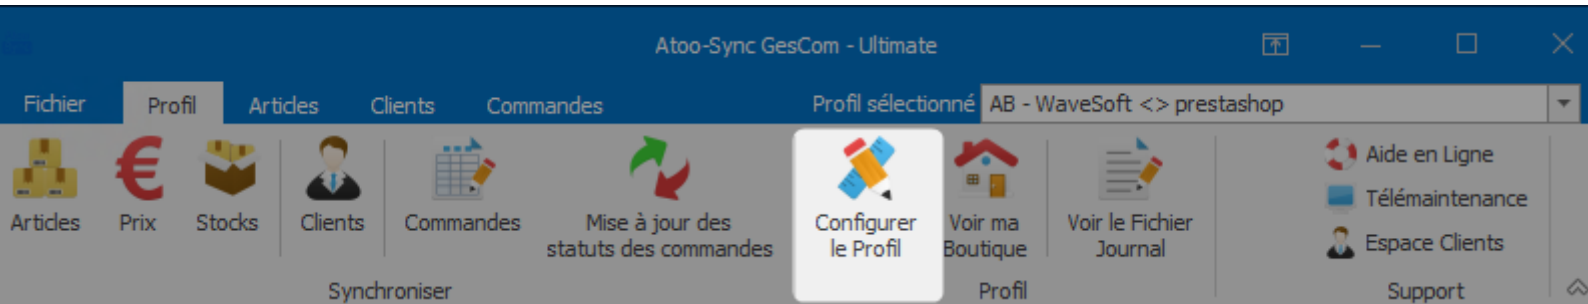 Atoo-Sync GesCom - Ultimate
Fichier Profil Articles Clients Commandes Profil sélectionné AB - WaveSoft <> prestashop
Articles Prix Stocks Clients Commandes Mise à jour des
statuts des commandes Configurer
le Profil Voir ma
Boutique Voir le Fichier
Journal
Aide en Ligne
Télémaintenance
Espace Clients
Synchroniser Profil Support